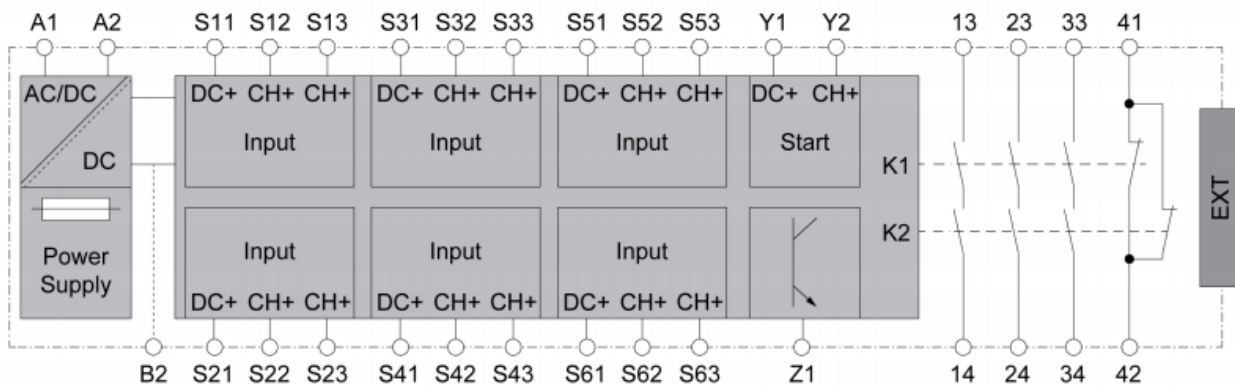 A1 A2 S11 S12 S13 S31 S32 S33 S51 S52 S53 Y1 Y2 13 23 33 41
AC/DC DC+ CH+ CH+ DC+ CH+ CH+ DC+ CH+ CH+ DC+ CH+
Input Input Input Start
DC K1
EXT
K2
Input Input Input
Power
Supply
DC+ CH+ CH+ DC+ CH+ CH+ DC+ CH+ CH+
B2 S21 S22 S23 S41 S42 S43 S61 S62 S63 Z1 14 24 34 42